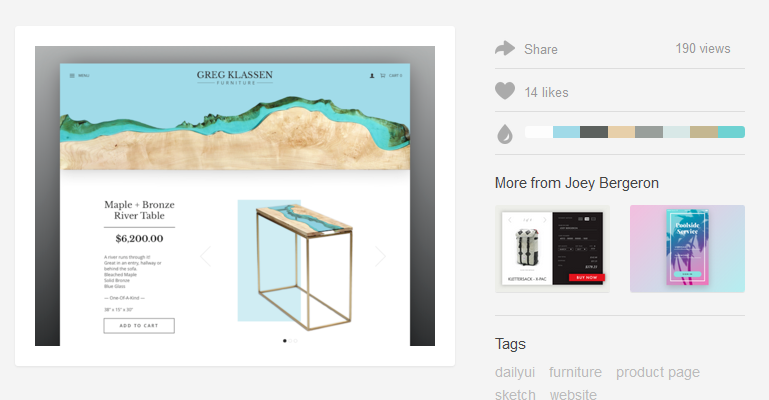 MENU
GREG KLASSEN
FURNITURE
CART 0
Maple + Bronze
River Table
$6,200.00
A river runs through it!
Great in an entry, hallway or
behind the sofa.
Bleached Maple
Solid Bronze
Blue Glass
— One-Of-A-Kind —
36" x 15" x 30"
ADD TO CART
Share
190 views
14 likes
More from Joey Bergeron
KLETTERSACK - X-PAC
BUY NOW
Poolside
Service
Tags
dailyui furniture product page
sketch website